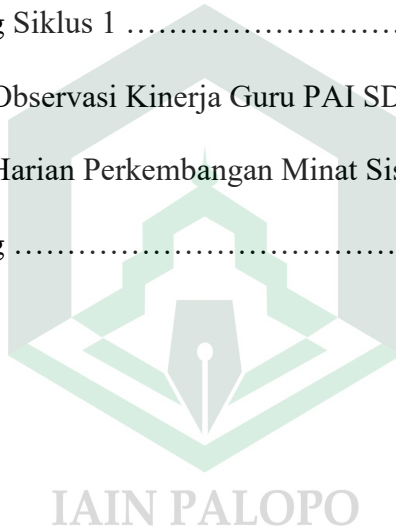 g Siklus 1 ……………………
Observasi Kinerja Guru PAI SD
Harian Perkembangan Minat Sis
g ………………………………
IAIN PALOPO